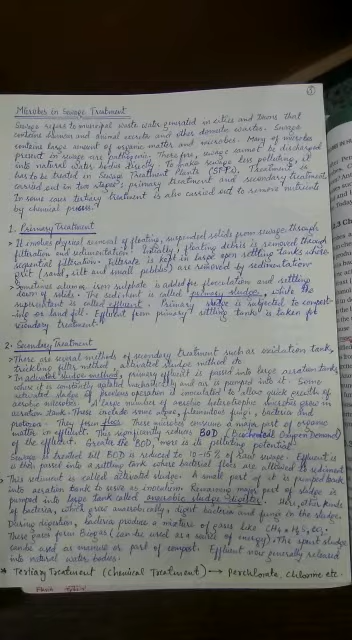 Microbes in Sewage Treatment
Sewage refers to municipal waste water generated in cities and towns that
contains human and animal excreta and other domestic wastes. Sewage
contains large amount of organic matter and microbes. Many of microbes
present in sewage are pathogenic. Therefore, sewage cannot be discharged
into natural water bodies directly. To make sewage less polluting, it
has to be treated in Sewage Treatment Plants (STPs). Treatment is
carried out in two stages: primary treatment and secondary treatment.
In some cases tertiary treatment is also carried out to remove nutrients
by chemical process.
1. Primary Treatment
> It involves physical removal of floating, suspended solids from sewage through
filtration and sedimentation. Initially, floating debris is removed through
sequential filtration. Filtrate is kept in large open settling tanks where
grit (sand, silt and small pebbles) are removed by sedimentation
> Sometimes alum or iron sulphate is added for flocculation and settling
down of solids. The sediment is called primary sludge, while the
supernatant is called effluent. Primary sludge is subjected to compost-
ing or land fill. Effluent from primary settling tank is taken for
secondary treatment.
2. Secondary Treatment
> There are several methods of secondary treatment such as oxidation tank,
trickling filter method, activated sludge method etc
> In activated sludge method, primary effluent is passed into large aeration tanks
where it is constantly agitated mechanically and air is pumped into it. Some
activated sludge of previous operation is
aerobic microbes. A large number of aerobic heterotrophic microbes grow in
aeration tank. These include some algae, filamentous fungi, bacteria and
protozoa. They form flocs. These microbes consume a major part of organic
matter in effluent. This significantly reduces BOD (Biochemical Oxygen Demand)
of the effluent. Greater the BOD, more is its polluting potential.
Sewage is treated till BOD is reduced to 10-15% of raw sewage. Effluent is
then passed into a settling tank where bacterial flocs are allowed to sediment.
This sediment is called activated sludge. A small part of it is pumped back
into aeration tank to serve as inoculum. Remaining major part of sludge is
pumped into large tank called anaerobic sludge digester. Here, other kinds
of bacteria, which grow anaerobically, digest bacteria and fungi in the sludge.
During digestion, bacteria produce a mixture of gases like CH4, H2S, CO2.
These gases form Biogas (can be used as a source of energy). The spent sludge
can be used as manure or part of compost. Effluent now generally released
into natural water bodies.
* Tertiary Treatment (Chemical Treatment) → Perchlorate, Chlorine etc